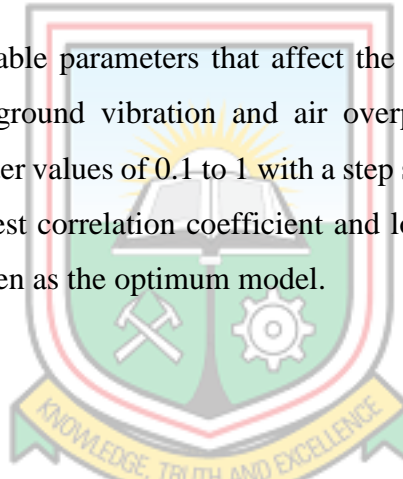 able parameters that affect the
ground vibration and air overp
ter values of 0.1 to 1 with a step s
est correlation coefficient and lo
en as the optimum model.
KNOWLEDGE, TRUTH AND EXCELLENCE